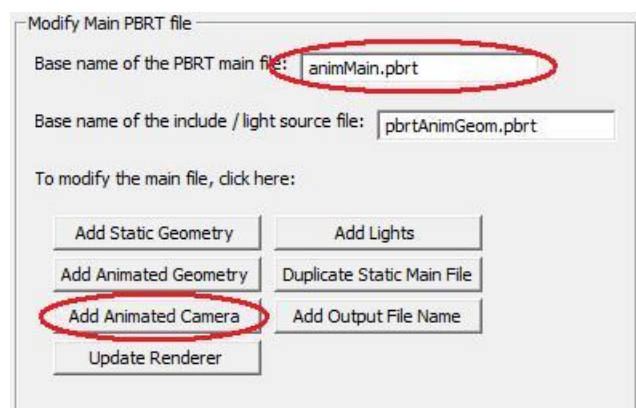 Modify Main PBRT file
Base name of the PBRT main file: animMain.pbrt
Base name of the include / light source file: pbrtAnimGeom.pbrt
To modify the main file, click here:
Add Static Geometry Add Lights
Add Animated Geometry Duplicate Static Main File
Add Animated Camera Add Output File Name
Update Renderer